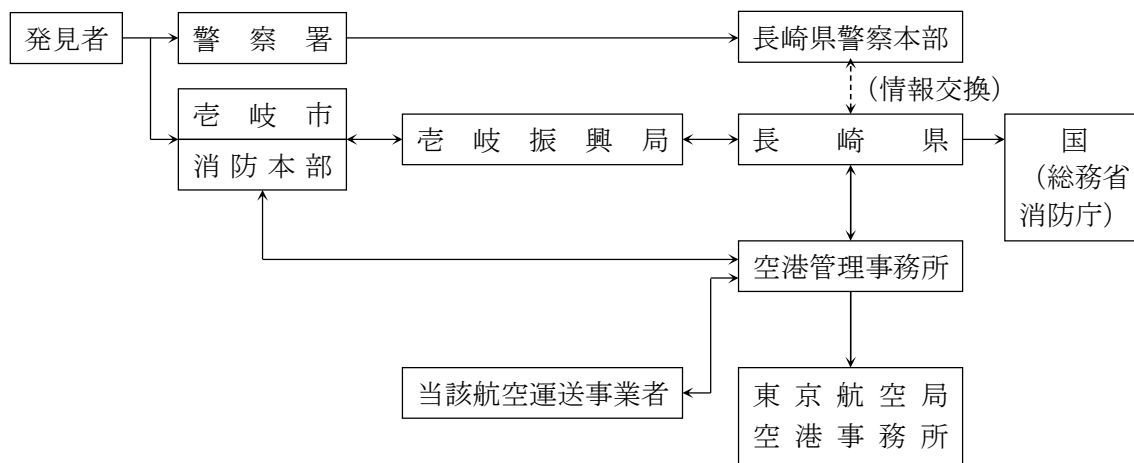 発見者
警察署
長崎県警察本部
（情報交換）
壱岐市
消防本部
壱岐振興局
長崎県
国
（総務省
消防庁）
空港管理事務所
当該航空運送事業者
東京航空局
空港事務所